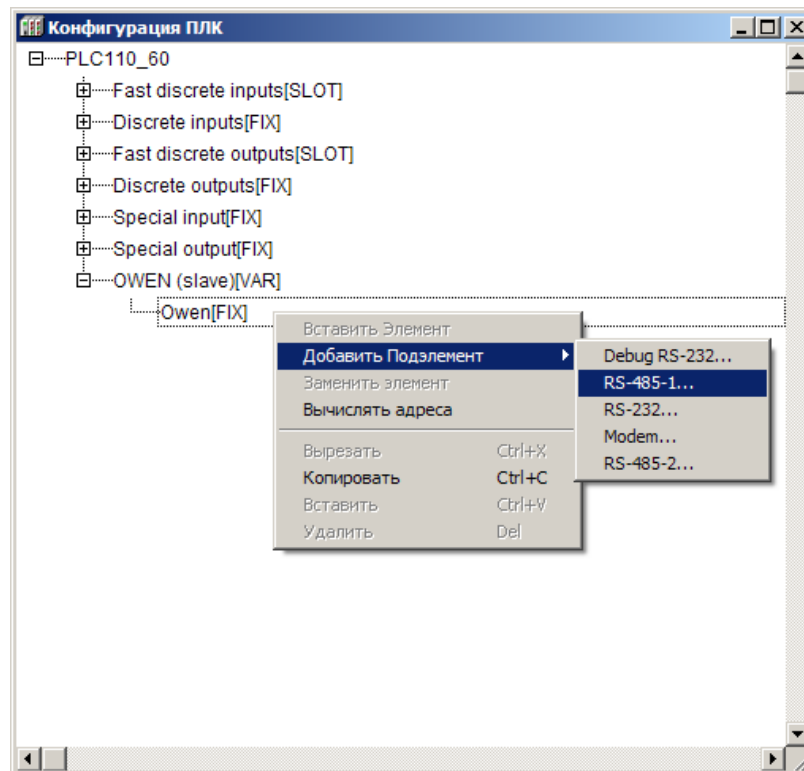 Конфигурация ПЛК
PLC110_60
Fast discrete inputs[SLOT]
Discrete inputs[FIX]
Fast discrete outputs[SLOT]
Discrete outputs[FIX]
Special input[FIX]
Special output[FIX]
OWEN (slave)[VAR]
Owen[FIX]
Вставить Элемент
Добавить Подэлемент
Заменить элемент
Вычислять адреса
Вырезать Ctrl+X
Копировать Ctrl+C
Вставить Ctrl+V
Удалить Del
Debug RS-232...
RS-485-1...
RS-232...
Modem...
RS-485-2...